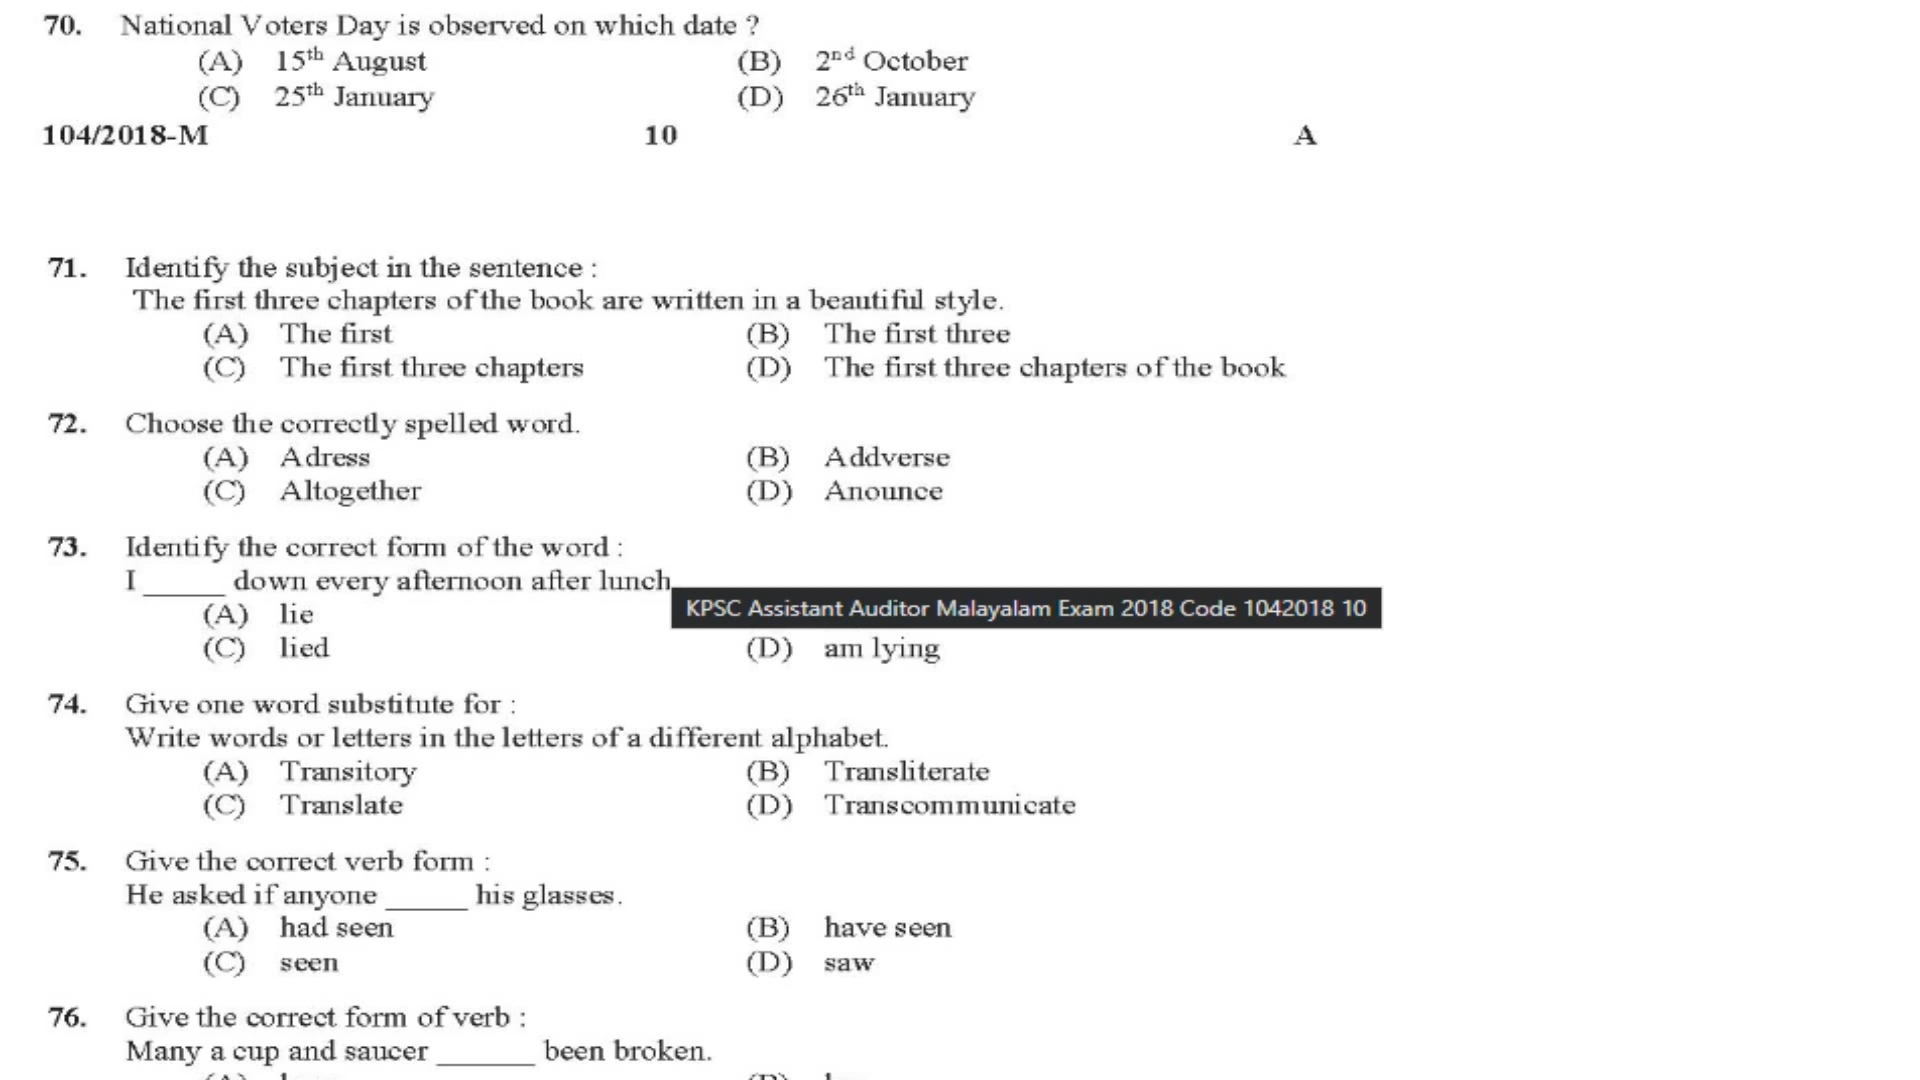 70. National Voters Day is observed on which date ?
(A) 15th August (B) 2nd October
(C) 25th January (D) 26th January
104/2018-M 10 A
71. Identify the subject in the sentence :
The first three chapters of the book are written in a beautiful style.
(A) The first (B) The first three
(C) The first three chapters (D) The first three chapters of the book
72. Choose the correctly spelled word.
(A) Adress (B) Addverse
(C) Altogether (D) Anounce
73. Identify the correct form of the word :
I _____ down every afternoon after lunch
KPSC Assistant Auditor Malayalam Exam 2018 Code 1042018 10
(A) lie
(C) lied (D) am lying
74. Give one word substitute for :
Write words or letters in the letters of a different alphabet.
(A) Transitory (B) Transliterate
(C) Translate (D) Transcommunicate
75. Give the correct verb form :
He asked if anyone _____ his glasses.
(A) had seen (B) have seen
(C) seen (D) saw
76. Give the correct form of verb :
Many a cup and saucer ______ been broken.